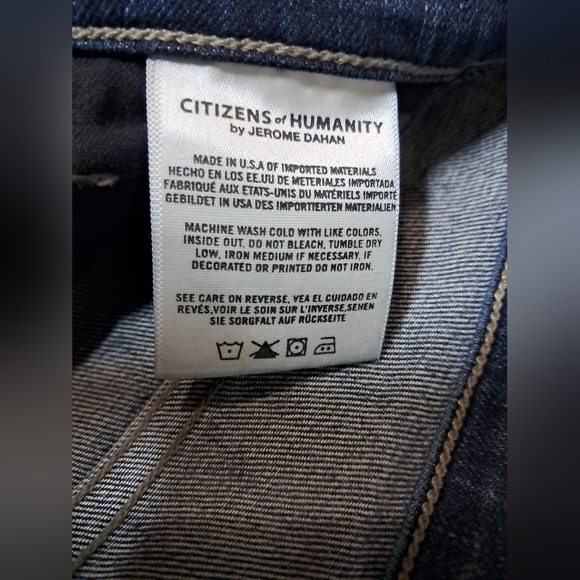 CITIZENS of HUMANITY
by JEROME DAHAN
MADE IN U.S.A OF IMPORTED MATERIALS
HECHO EN LOS EE.UU DE METERIALES IMPORTADA
FABRIQUÉ AUX ETATS-UNIS DU MATÉRIELS IMPORTÉ
GEBILDET IN USA DES IMPORTIERTEN MATERIALIEN
MACHINE WASH COLD WITH LIKE COLORS,
INSIDE OUT, DO NOT BLEACH, TUMBLE DRY
LOW, IRON MEDIUM IF NECESSARY, IF
DECORATED OR PRINTED DO NOT IRON.
SEE CARE ON REVERSE, VEA EL CUIDADO EN
REVÉS,VOIR LE SOIN SUR L'INVERSE,SEHEN
SIE SORGFALT AUF RÜCKSEITE